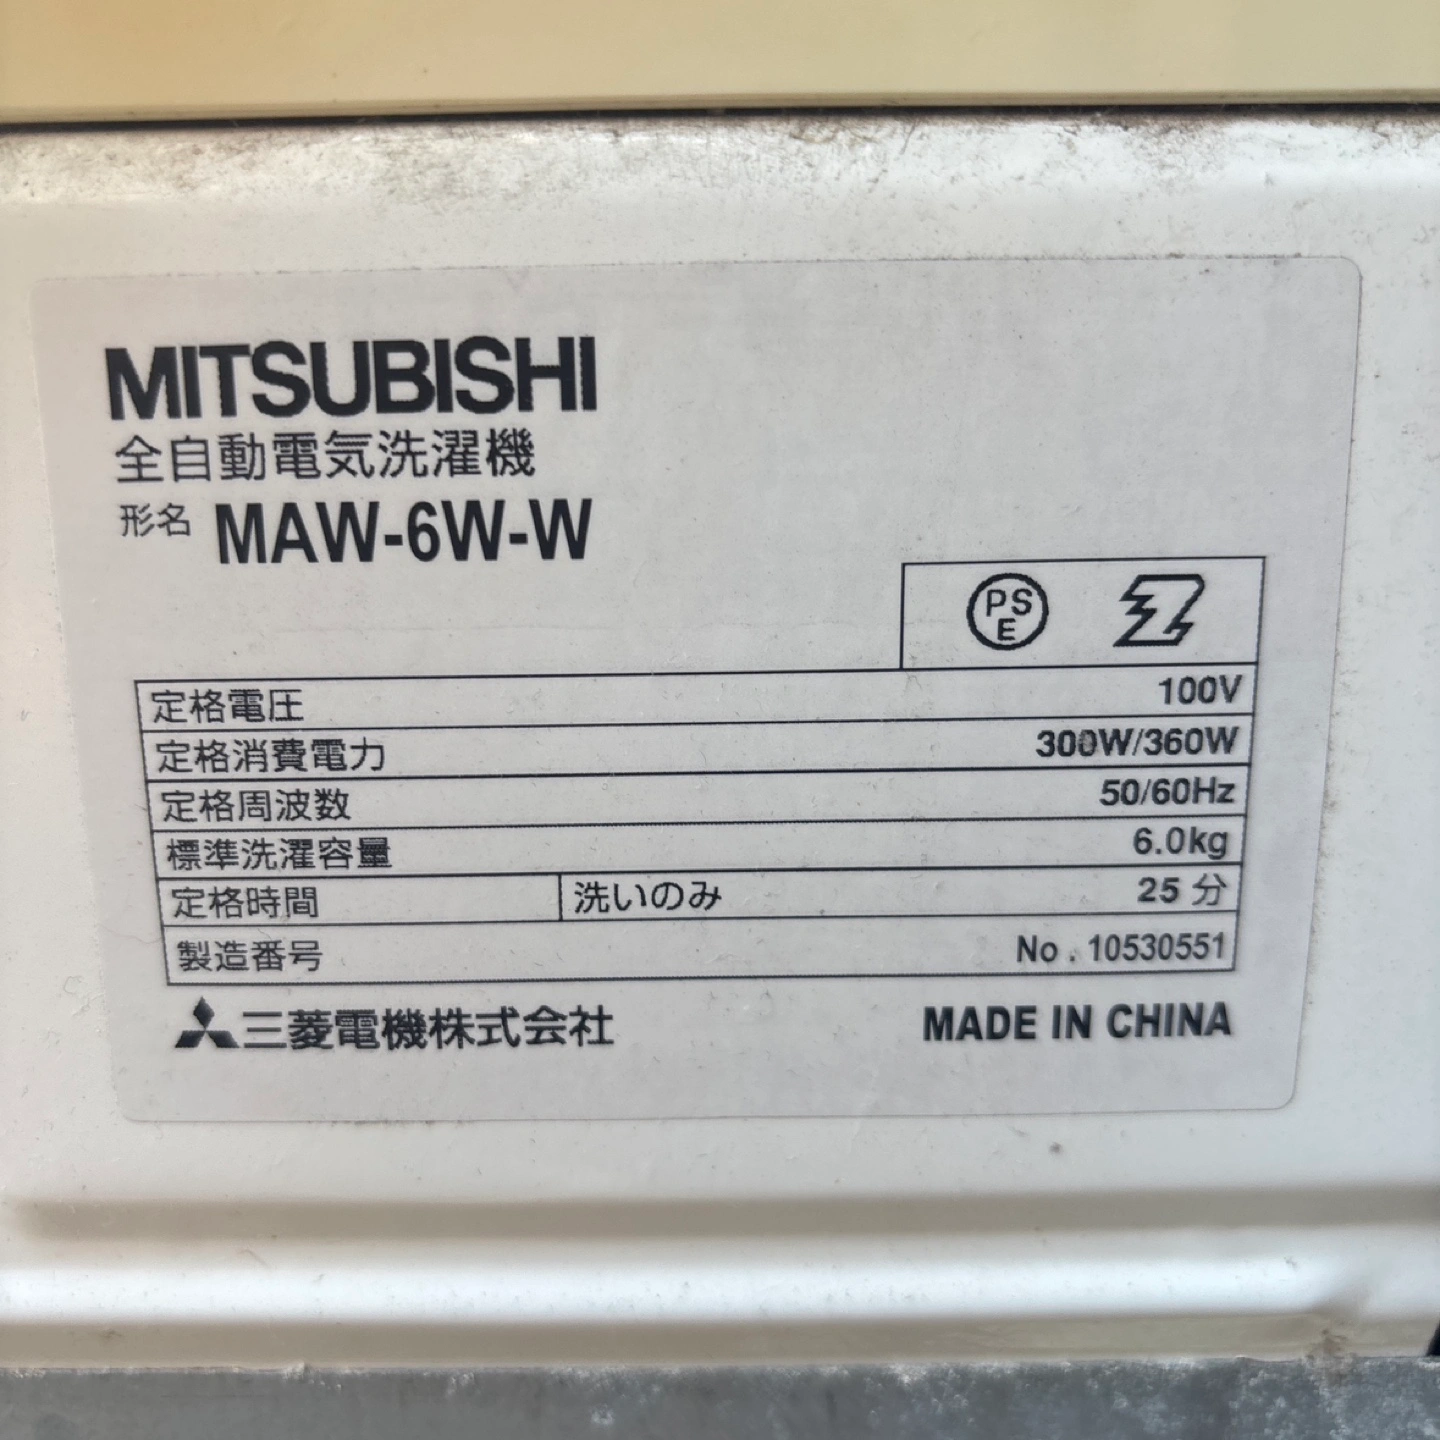 MITSUBISHI
全自動電気洗濯機
形名 MAW-6W-W
PS
E
定格電圧 100V
定格消費電力 300W/360W
定格周波数 50/60Hz
標準洗濯容量 6.0kg
定格時間 洗いのみ 25 分
製造番号 No . 10530551
三菱電機株式会社 MADE IN CHINA